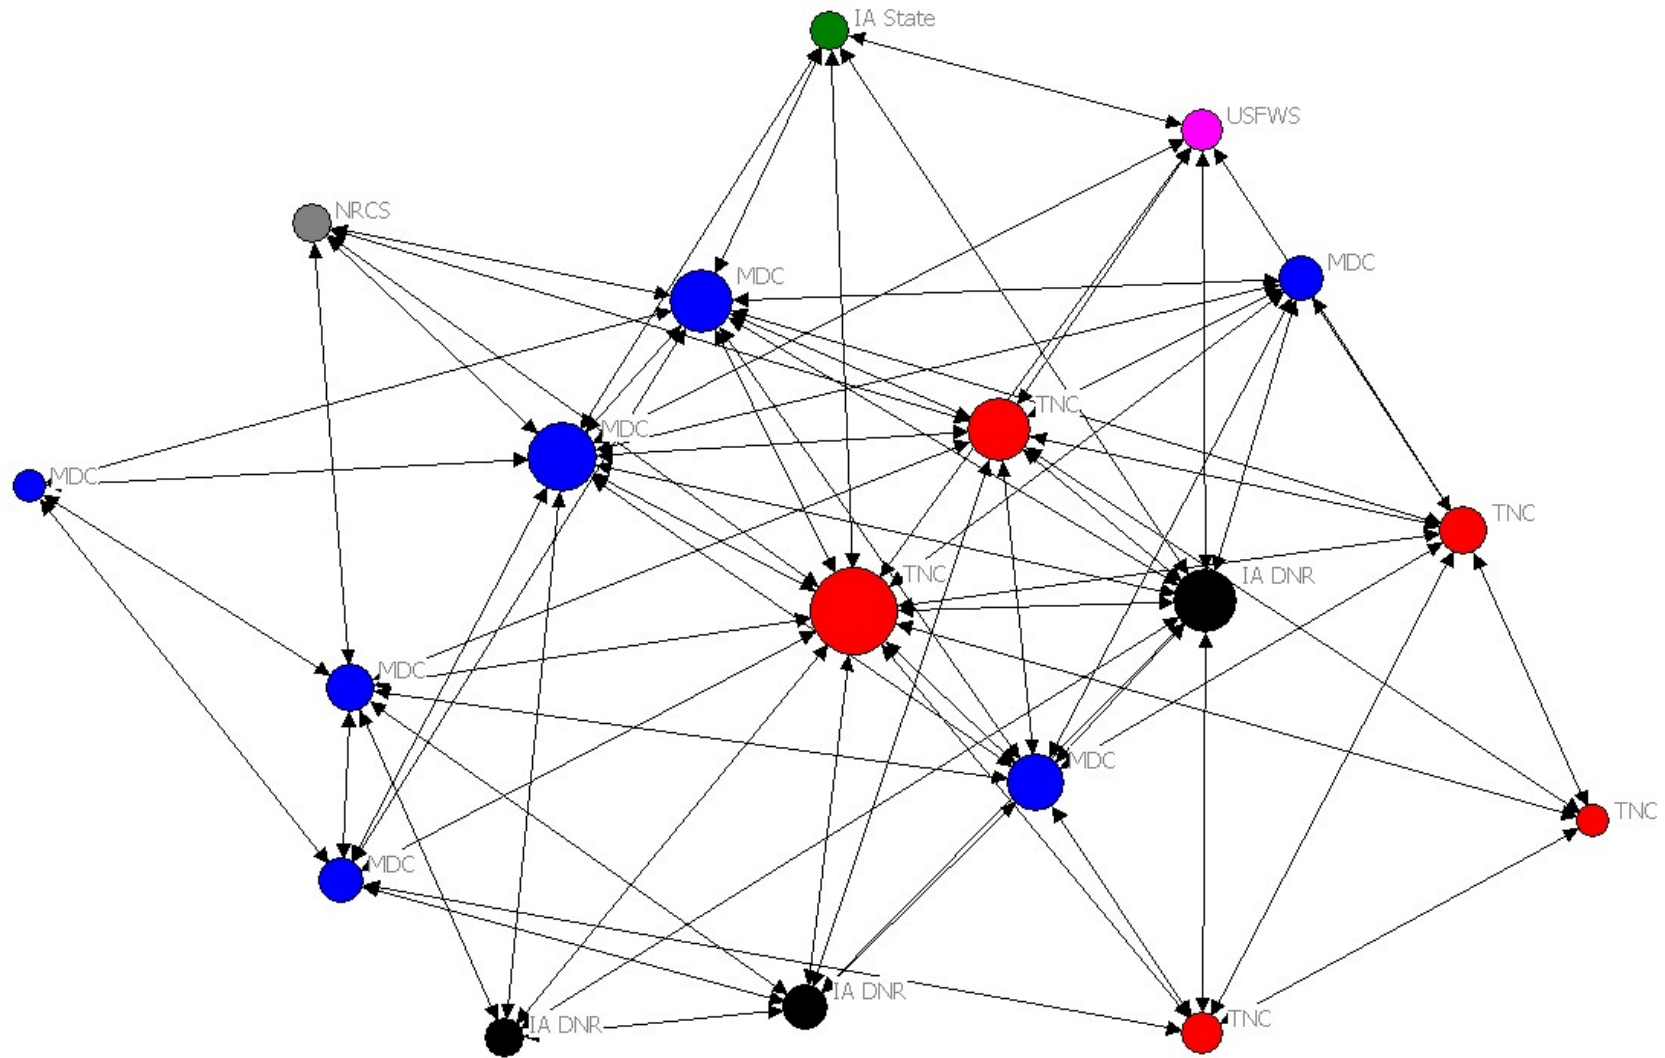 IA State
USFWS
NRCS
MDC
MDC
TNC
MDC
MDC
TNC
TNC
IA DNR
MDC
MDC
TNC
MDC
IA DNR
TNC
IA DNR